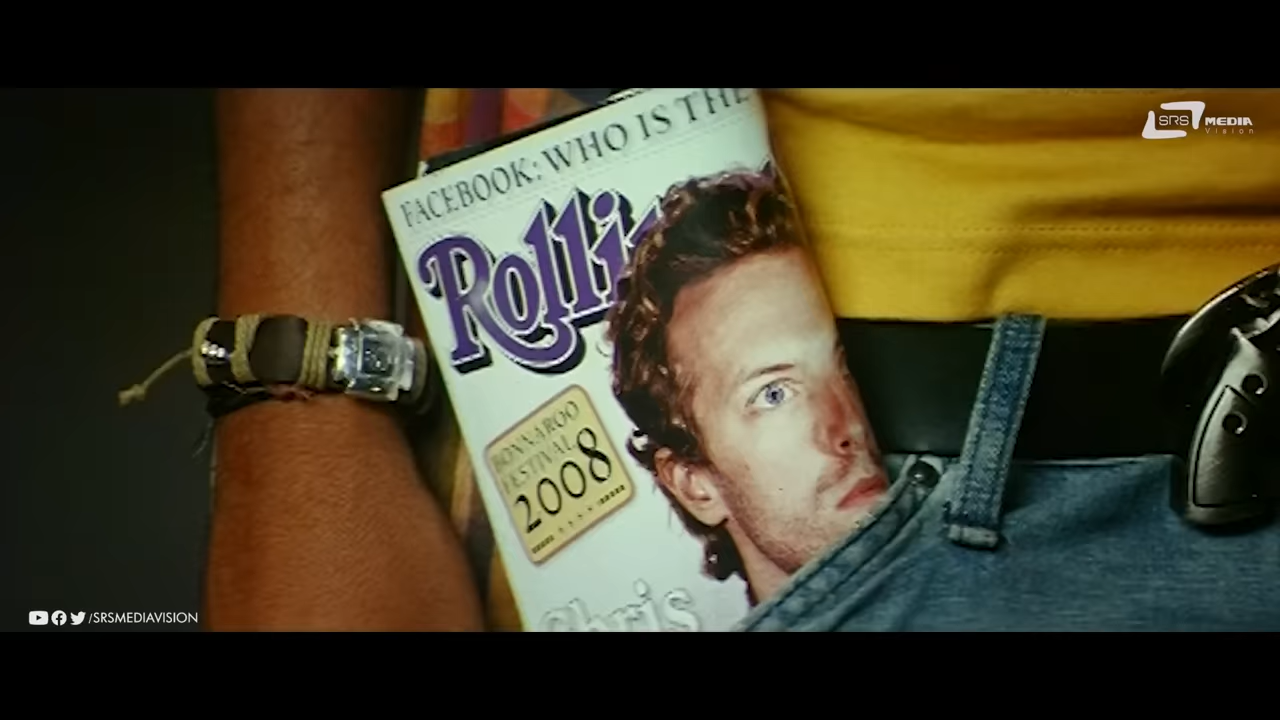 FACEBOOK: WHO IS THE
Rolli
BONNAROO
FESTIVAL
2008
Chris
SRS
MEDIA
Vision
/SRSMEDIAVISION